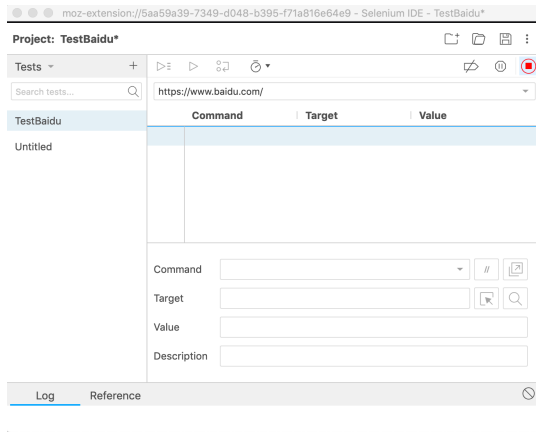 moz-extension://5aa59a39-7349-d048-b395-f71a816e64e9 - Selenium IDE - TestBaidu*
Project: TestBaidu*
Tests
Search tests...
https://www.baidu.com/
Command Target Value
TestBaidu
Untitled
Command
//
Target
Value
Description
Log Reference